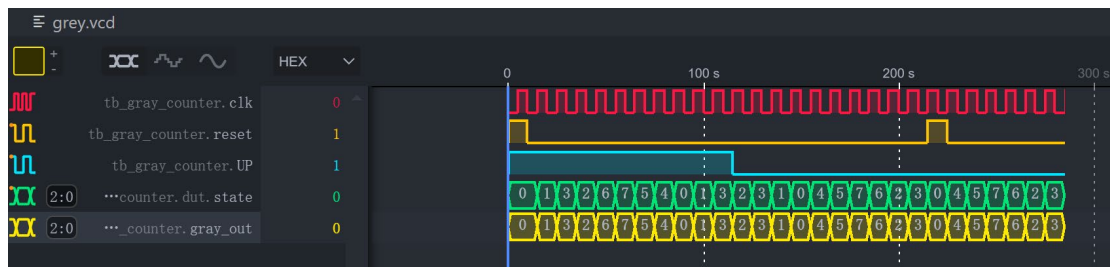 grey.vcd
+
-
HEX
0 100 s 200 s 300 s
tb_gray_counter.clk 0
tb_gray_counter.reset 1
tb_gray_counter.UP 1
2:0 ···counter.dut.state 0 0 1 3 2 6 7 5 4 0 1 3 2 3 1 0 4 5 7 6 2 3 0 4 5 7 6 2 3
2:0 ···_counter.gray_out 0 0 1 3 2 6 7 5 4 0 1 3 2 3 1 0 4 5 7 6 2 3 0 4 5 7 6 2 3